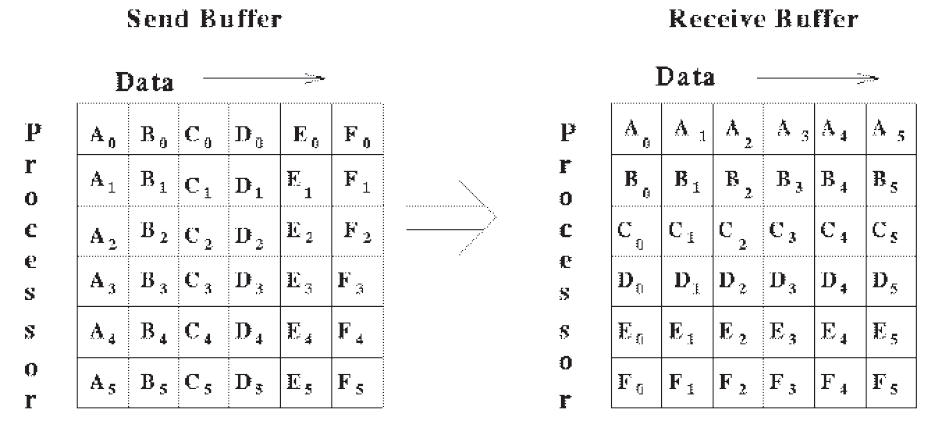 Send Buffer
Receive Buffer
Data
Data
Processor
A0 B0 C0 D0 E0 F0
A1 B1 C1 D1 E1 F1
A2 B2 C2 D2 E2 F2
A3 B3 C3 D3 E3 F3
A4 B4 C4 D4 E4 F4
A5 B5 C5 D5 E5 F5
Processor
A0 A1 A2 A3 A4 A5
B0 B1 B2 B3 B4 B5
C0 C1 C2 C3 C4 C5
D0 D1 D2 D3 D4 D5
E0 E1 E2 E3 E4 E5
F0 F1 F2 F3 F4 F5